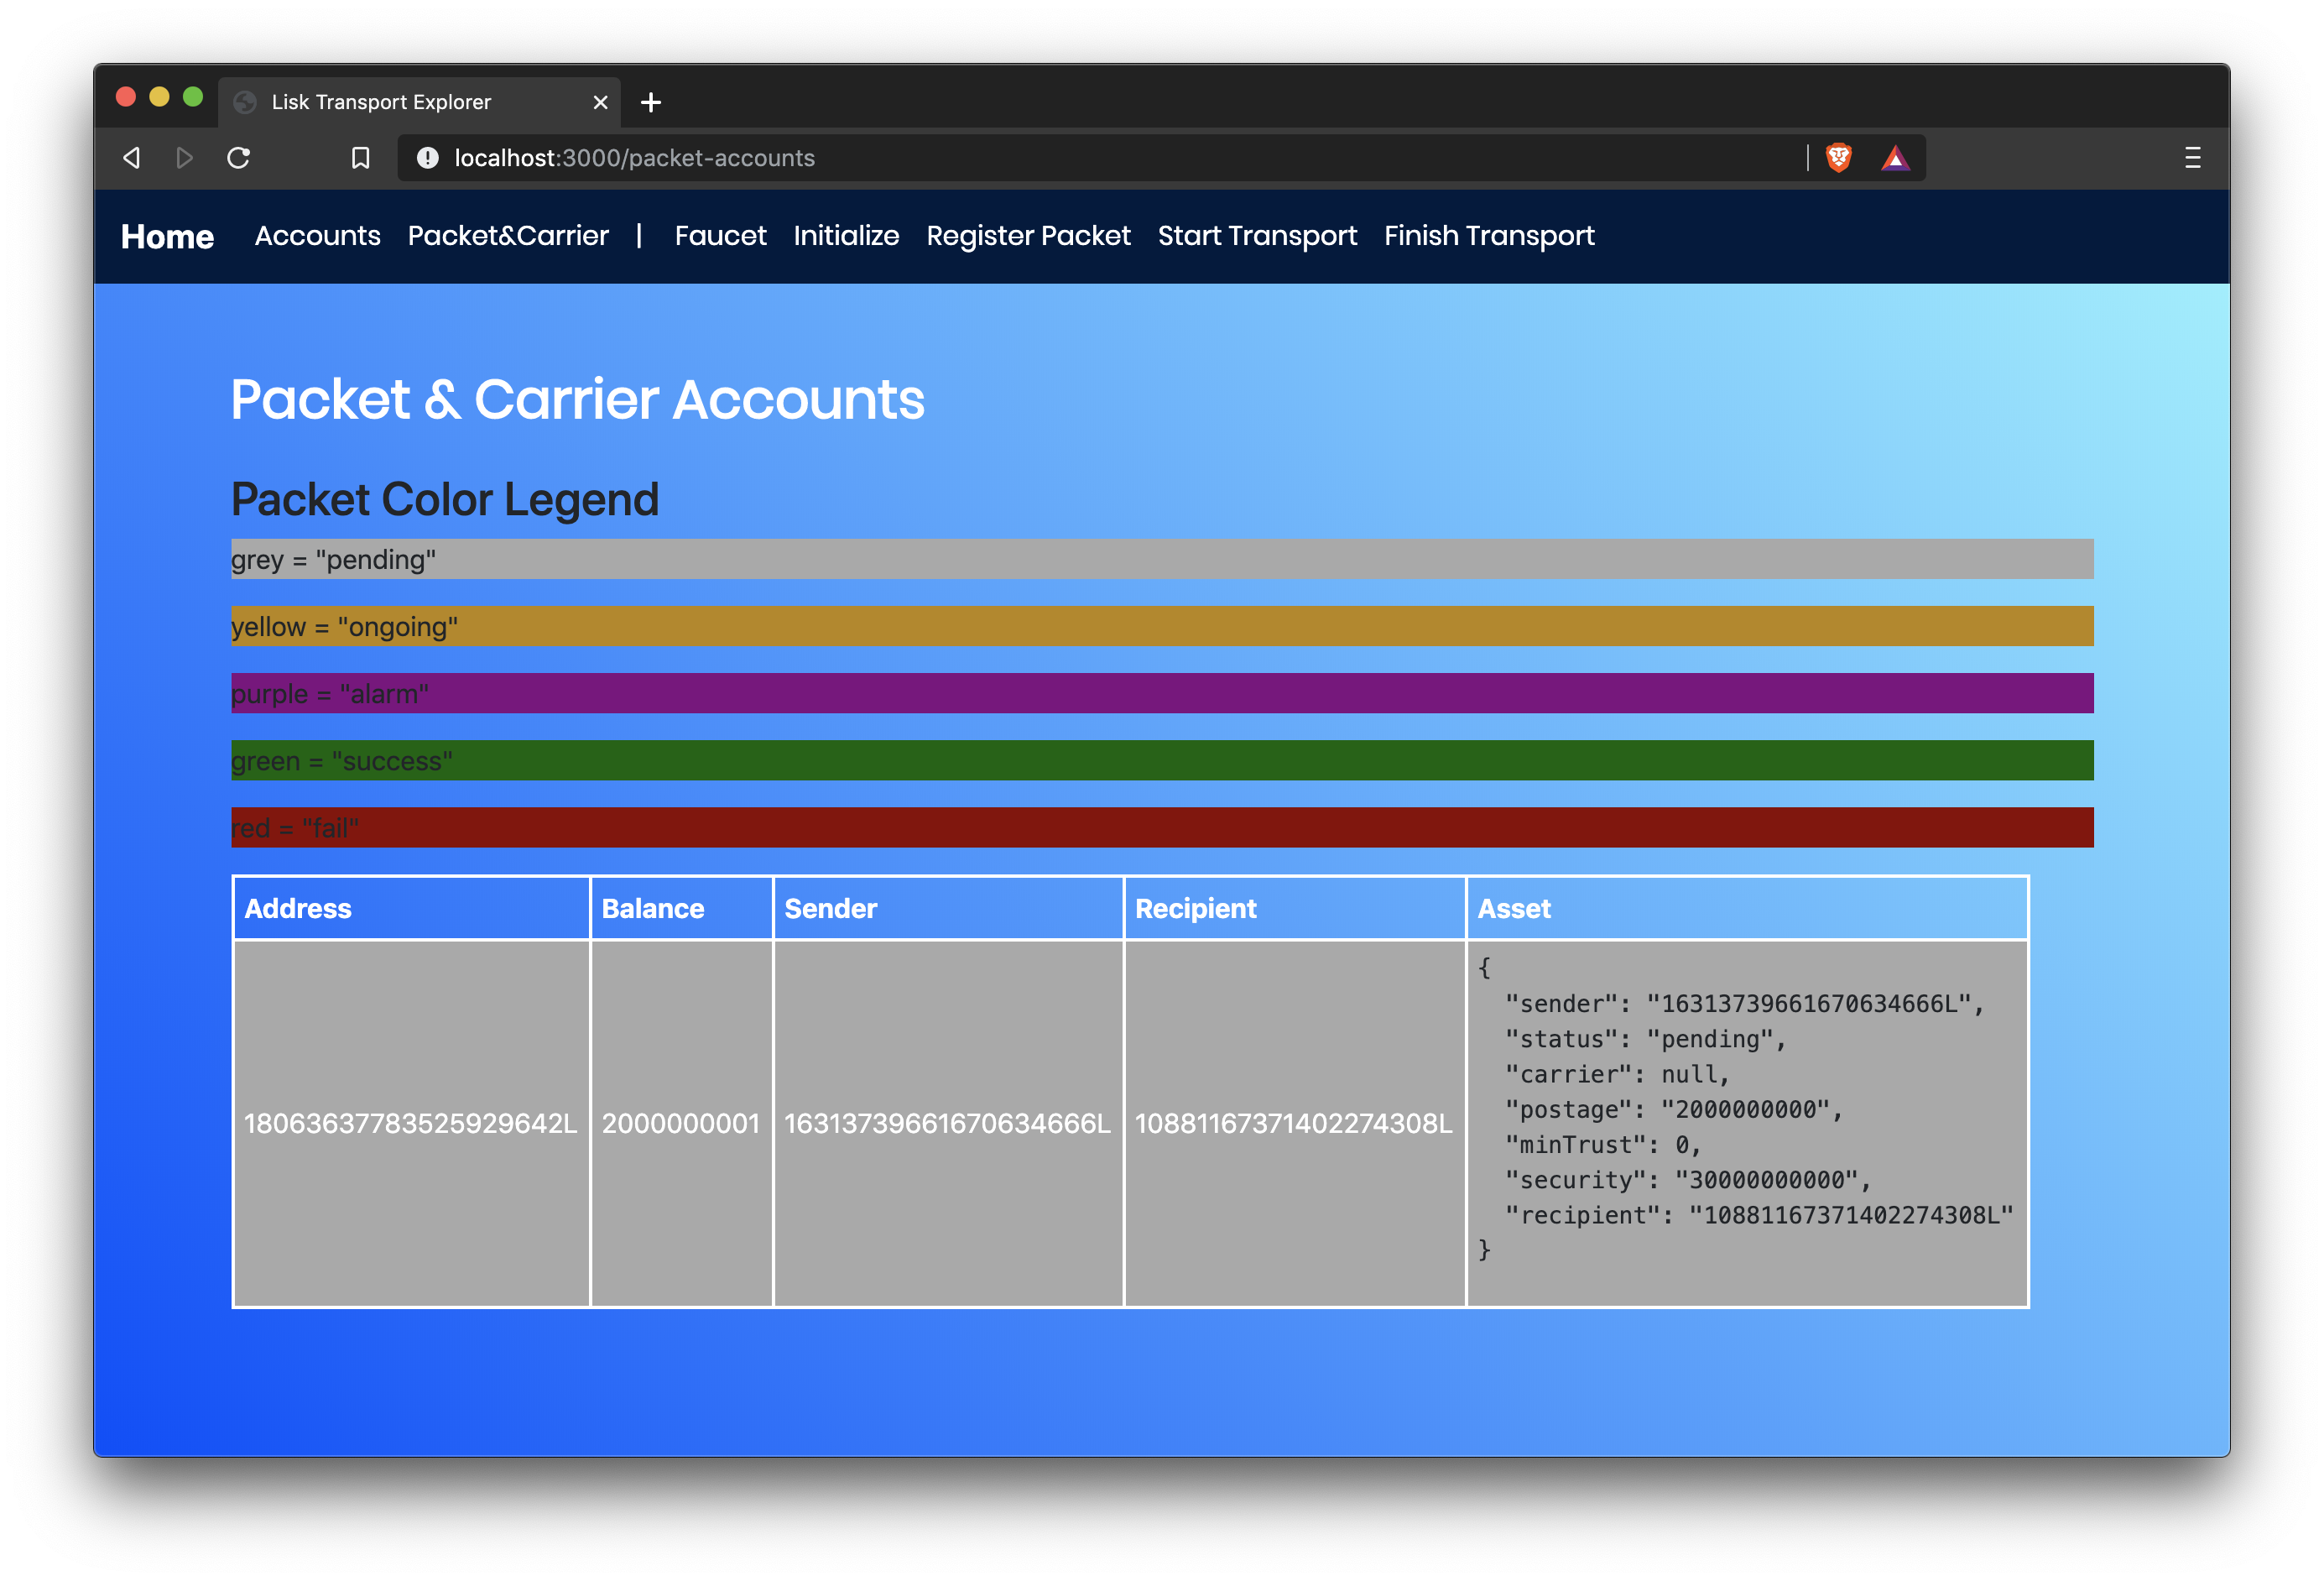 Lisk Transport Explorer
localhost:3000/packet-accounts
Home Accounts Packet&Carrier | Faucet Initialize Register Packet Start Transport Finish Transport
Packet & Carrier Accounts
Packet Color Legend
grey = "pending"
yellow = "ongoing"
purple = "alarm"
green = "success"
red = "fail"
Address Balance Sender Recipient Asset
18063637783525929642L 2000000001 16313739661670634666L 10881167371402274308L
{
"sender": "16313739661670634666L",
"status": "pending",
"carrier": null,
"postage": "2000000000",
"minTrust": 0,
"security": "30000000000",
"recipient": "10881167371402274308L"
}